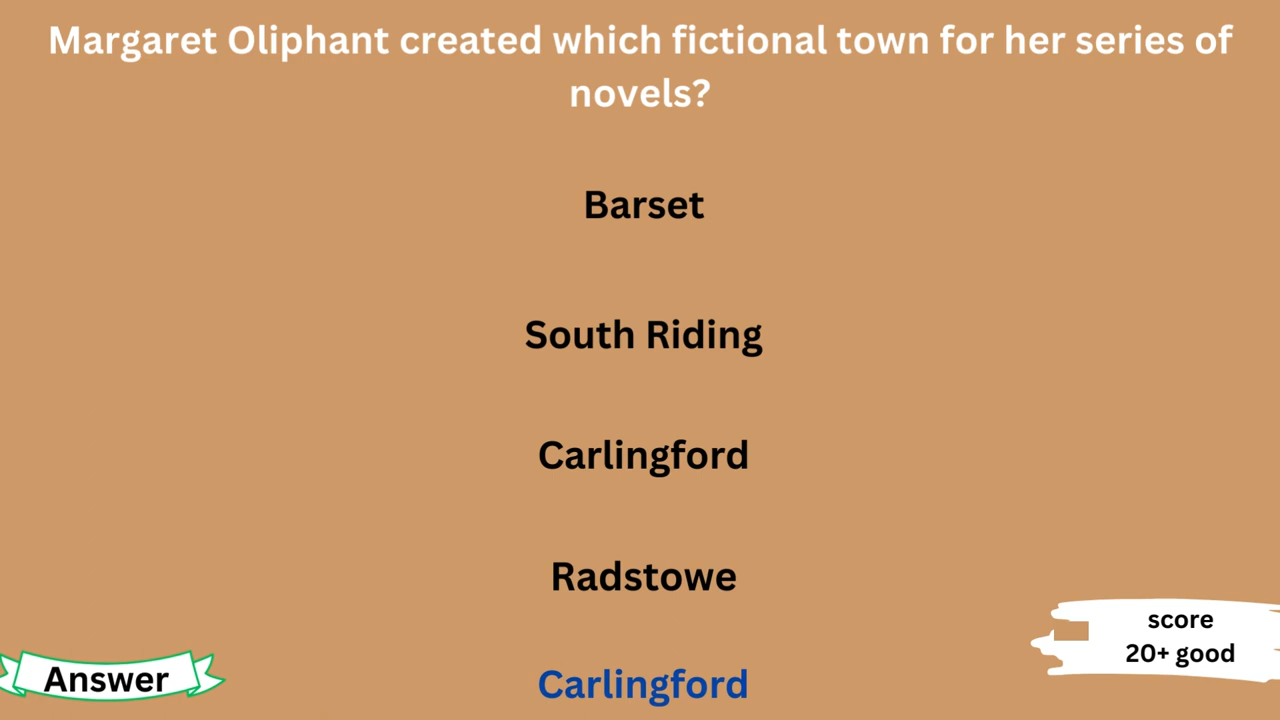 Margaret Oliphant created which fictional town for her series of
novels?
Barset
South Riding
Carlingford
Radstowe
score
20+ good
Answer
Carlingford